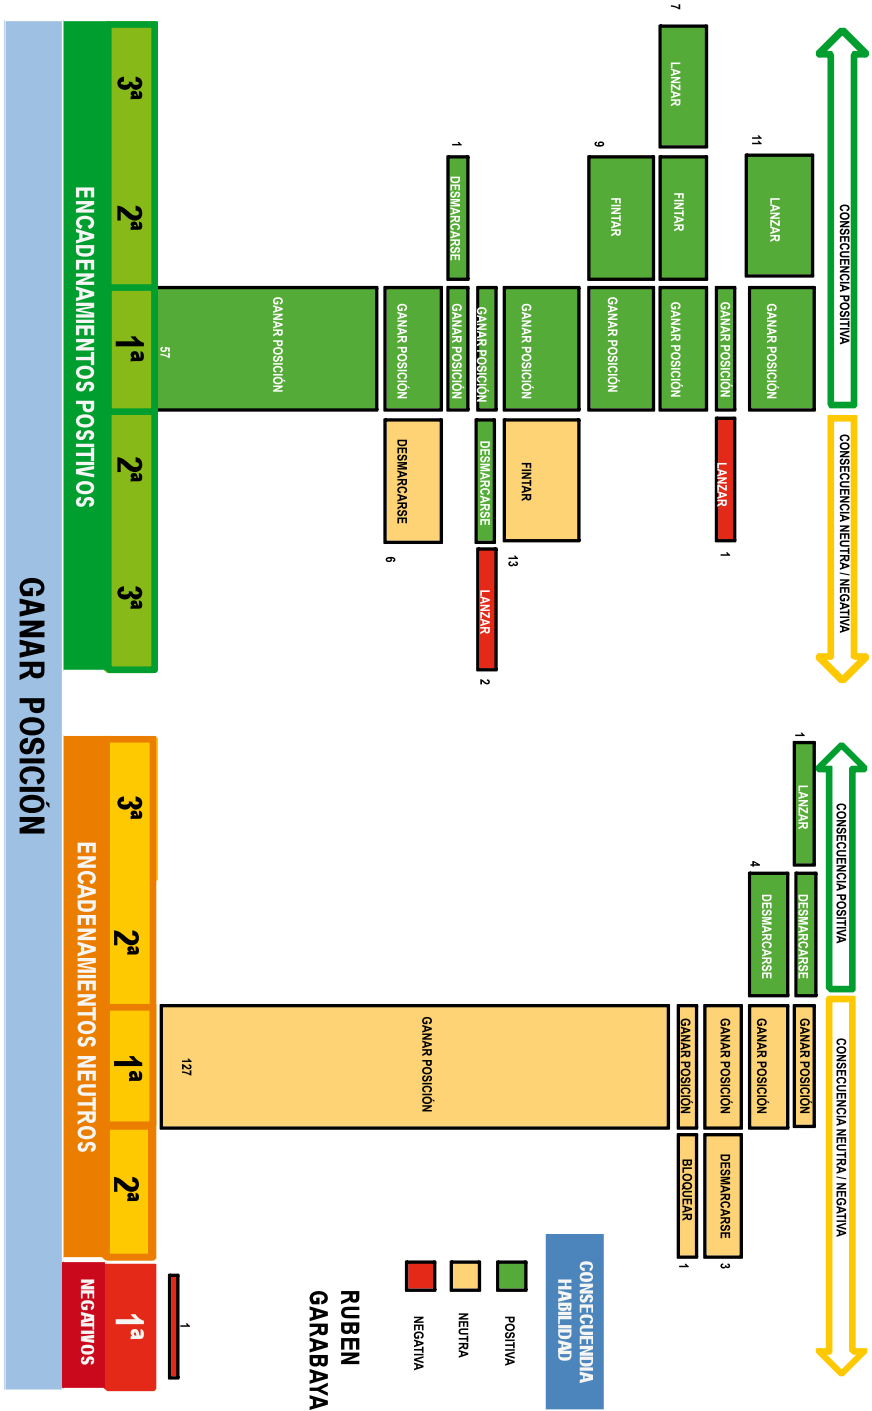 CONSECUENCIA POSITIVA
CONSECUENCIA NEUTRA / NEGATIVA
CONSECUENCIA POSITIVA
CONSECUENCIA NEUTRA / NEGATIVA
11
LANZAR
GANAR POSICIÓN
GANAR POSICIÓN
LANZAR
1
7
LANZAR
FINTAR
GANAR POSICIÓN
9
FINTAR
GANAR POSICIÓN
GANAR POSICIÓN
FINTAR
13
GANAR POSICIÓN
DESMARCARSE
LANZAR
2
1
DESMARCARSE
GANAR POSICIÓN
GANAR POSICIÓN
DESMARCARSE
6
GANAR POSICIÓN
57
1
LANZAR
DESMARCARSE
GANAR POSICIÓN
4
DESMARCARSE
GANAR POSICIÓN
GANAR POSICIÓN
DESMARCARSE
3
GANAR POSICIÓN
BLOQUEAR
1
GANAR POSICIÓN
127
CONSECUENDIA
HABILIDAD
POSITIVA
NEUTRA
NEGATIVA
RUBEN
GARABAYA
1
3ª
2ª
1ª
2ª
3ª
3ª
2ª
1ª
2ª
1ª
ENCADENAMIENTOS POSITIVOS
ENCADENAMIENTOS NEUTROS
NEGATIVOS
GANAR POSICIÓN